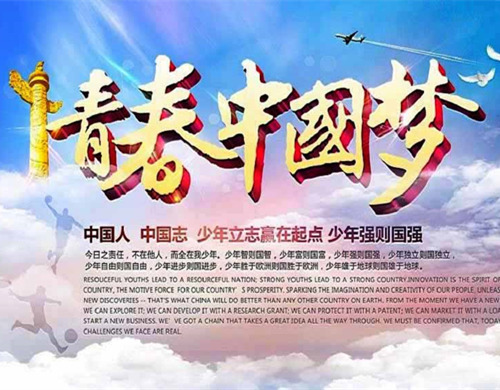 青春中國梦
中国人 中国志 少年立志赢在起点 少年强则国强
今日之责任，不在他人，而全在我少年。少年智则国智，少年富则国富，少年强则国强，少年独立则国独立，
少年自由则国自由，少年进步则国进步，少年胜于欧洲则国胜于欧洲，少年雄于地球则国雄于地球。
RESOUCEFUL YOUTHS LEAD TO A RESOURCEFUL NATION; STRONG YOUTHS LEAD TO A STRONG COUNTRY.INNOVATION IS THE SPIRIT OF
COUNTRY, THE MOTIVE FORCE FOR OUR COUNTRY'S PROSPERITY. SPARKING THE IMAGINATION AND CREATIVITY OF OUR PEOPLE, UNLEAS
NEW DISCOVERIES -- THAT'S WHAT CHINA WILL DO BETTER THAN ANY OTHER COUNTRY ON EARTH. FROM THE MOMENT WE HAVE A NEW
WE CAN EXPLORE IT; WE CAN DEVELOP IT WITH A RESEARCH GRANT; WE CAN PROTECT IT WITH A PATENT; WE CAN MARKET IT WITH A LOA
START A NEW BUSINESS. WE'VE GOT A CHAIN THAT TAKES A GREAT IDEA ALL THE WAY THROUGH. WE MUST BE CONFIRMED THAT, TODAY
CHALLENGES WE FACE ARE REAL.